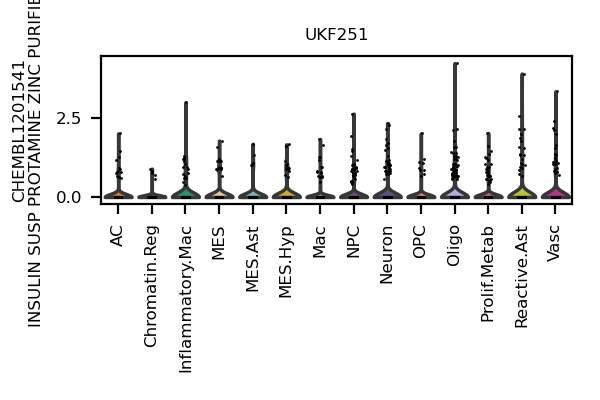 UKF251
CHEMBL1201541
INSULIN SUSP PROTAMINE ZINC PURIFIE
2.5
0.0
AC
Chromatin.Reg
Inflammatory.Mac
MES
MES.Ast
MES.Hyp
Mac
NPC
Neuron
OPC
Oligo
Prolif.Metab
Reactive.Ast
Vasc